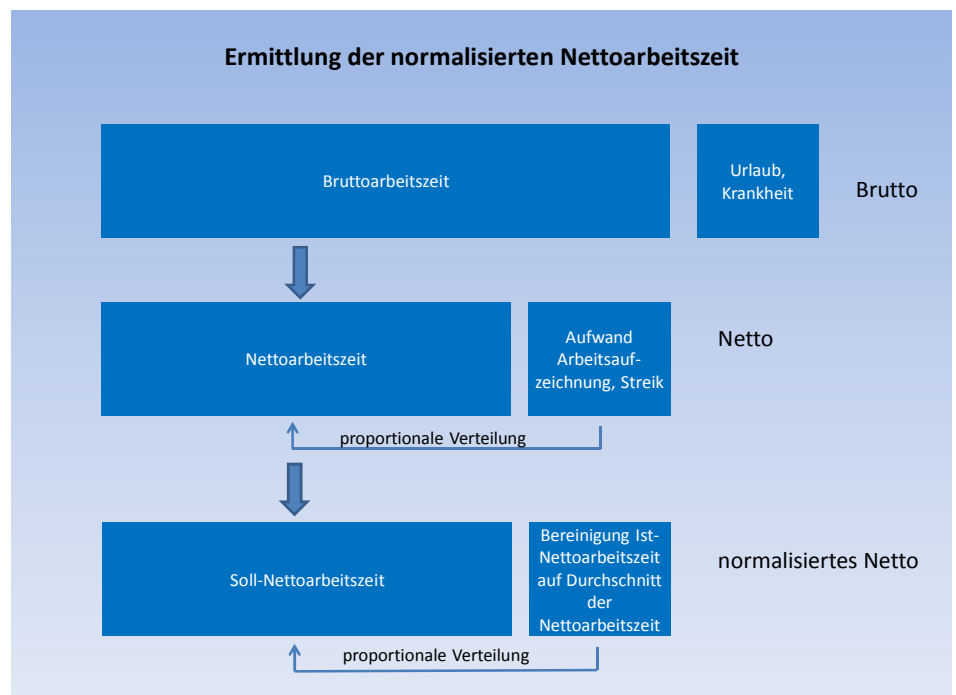 Ermittlung der normalisierten Nettoarbeitszeit
Bruttoarbeitszeit
Urlaub,
Krankheit
Brutto
Nettoarbeitszeit
Aufwand
Arbeitsauf-
zeichnung, Streik
Netto
proportionale Verteilung
Soll-Nettoarbeitszeit
Bereinigung Ist-
Nettoarbeitszeit
auf Durchschnitt
der
Nettoarbeitszeit
normalisiertes Netto
proportionale Verteilung